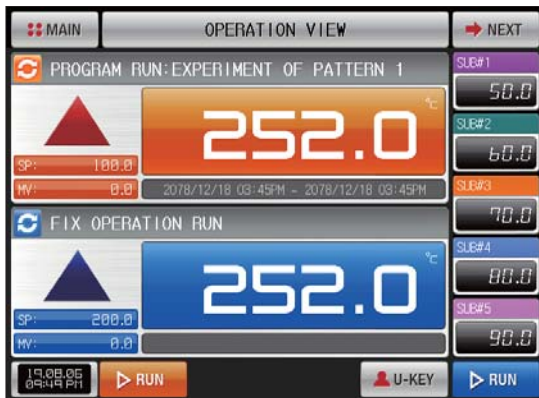 MAIN
OPERATION VIEW
NEXT
PROGRAM RUN:EXPERIMENT OF PATTERN 1
°C
252.0
SP: 100.0
MV: 0.0
2078/12/18 03:45PM - 2078/12/18 03:45PM
FIX OPERATION RUN
°C
252.0
SP: 200.0
MV: 0.0
SUB#1
50.0
SUB#2
60.0
SUB#3
70.0
SUB#4
80.0
SUB#5
90.0
19.08.06
09:49 PM
RUN
U-KEY
RUN